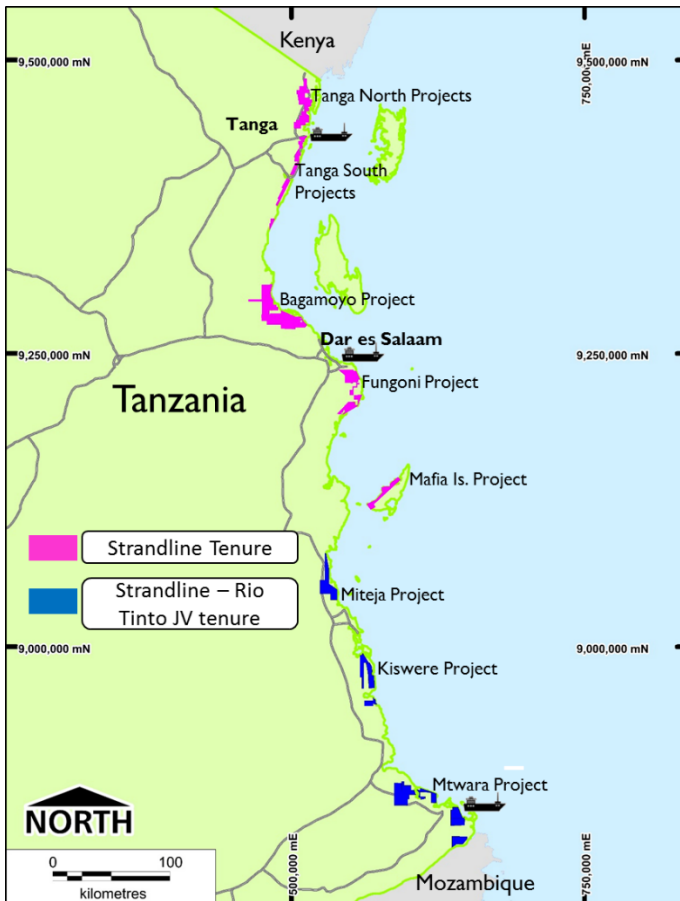 Kenya
9,500,000 mN
9,500,000 mN
750,000 mE
Tanga North Projects
Tanga
Tanga South
Projects
Bagamoyo Project
Dar es Salaam
9,250,000 mN
9,250,000 mN
Fungoni Project
Tanzania
Mafia Is. Project
Strandline Tenure
Strandline – Rio
Tinto JV tenure
Miteja Project
9,000,000 mN
9,000,000 mN
Kiswere Project
Mtwara Project
NORTH
0 100
kilometres
500,000 mE
750,000 mE
Mozambique